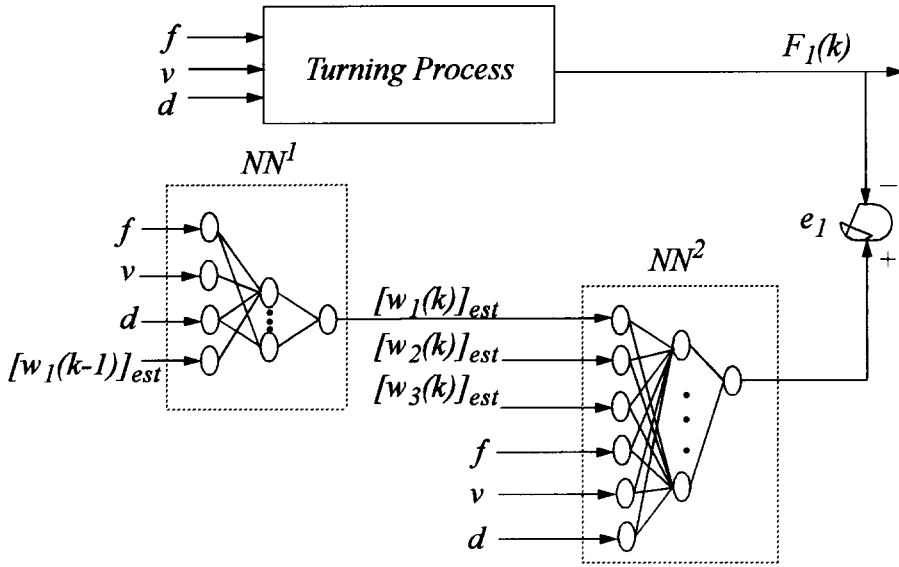 f
v
d
Turning Process
F₁(k)
NN¹
f
v
d
[w₁(k-1)]est
−
e₁
+
NN²
[w₁(k)]est
[w₂(k)]est
[w₃(k)]est
f
v
d